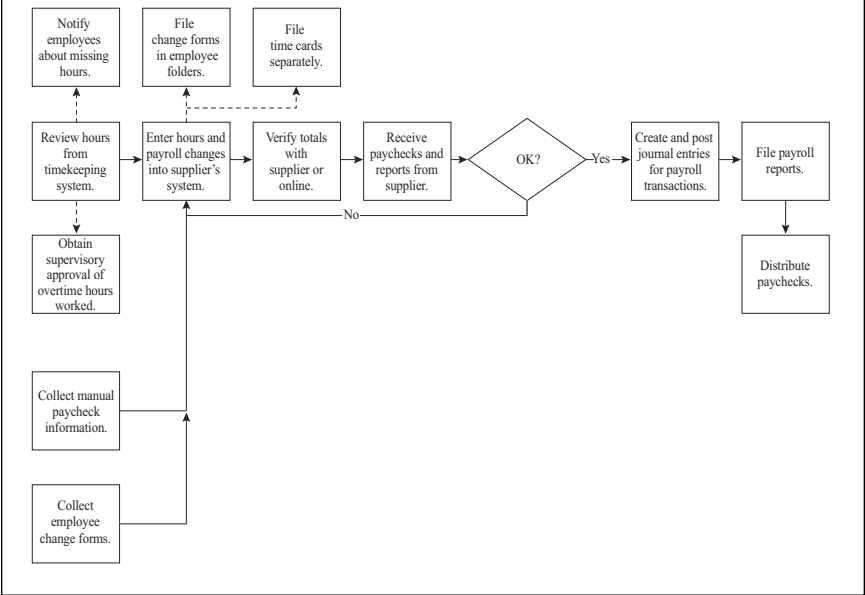 Notify
employees
about missing
hours.
File
change forms
in employee
folders.
File
time cards
separately.
Review hours
from
timekeeping
system.
Enter hours and
payroll changes
into supplier's
system.
Verify totals
with
supplier or
online.
Receive
paychecks and
reports from
supplier.
OK?
Yes
Create and post
journal entries
for payroll
transactions.
File payroll
reports.
No
Obtain
supervisory
approval of
overtime hours
worked.
Distribute
paychecks.
Collect manual
paycheck
information.
Collect
employee
change forms.